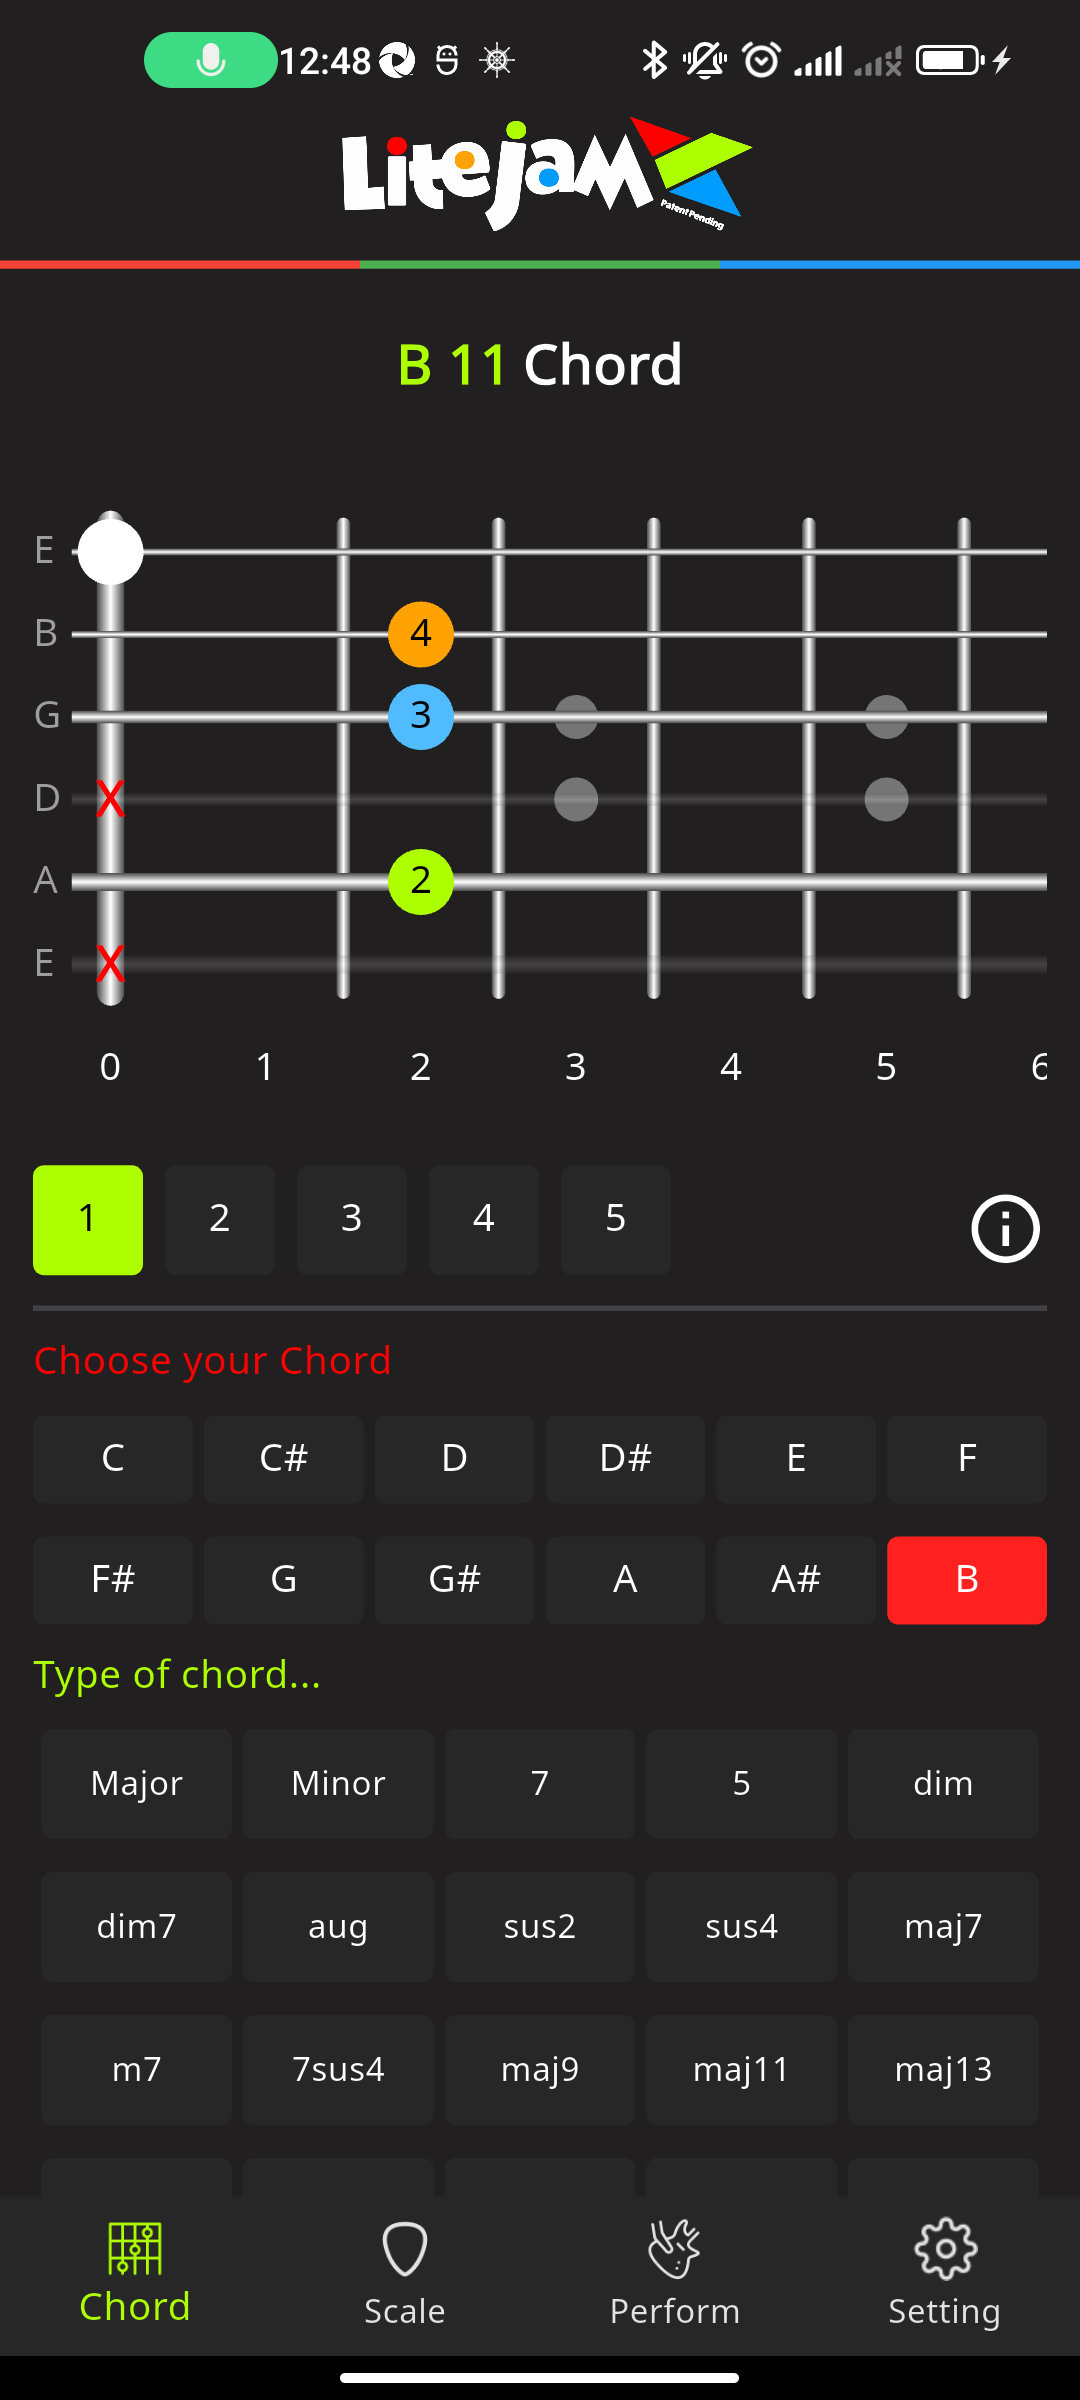 12:48
Litejam
Patent Pending
B 11 Chord
E
B
4
G
3
D
X
A
2
E
X
0 1 2 3 4 5 6
1 2 3 4 5
Choose your Chord
C C# D D# E F
F# G G# A A# B
Type of chord...
Major Minor 7 5 dim
dim7 aug sus2 sus4 maj7
m7 7sus4 maj9 maj11 maj13
Chord Scale Perform Setting